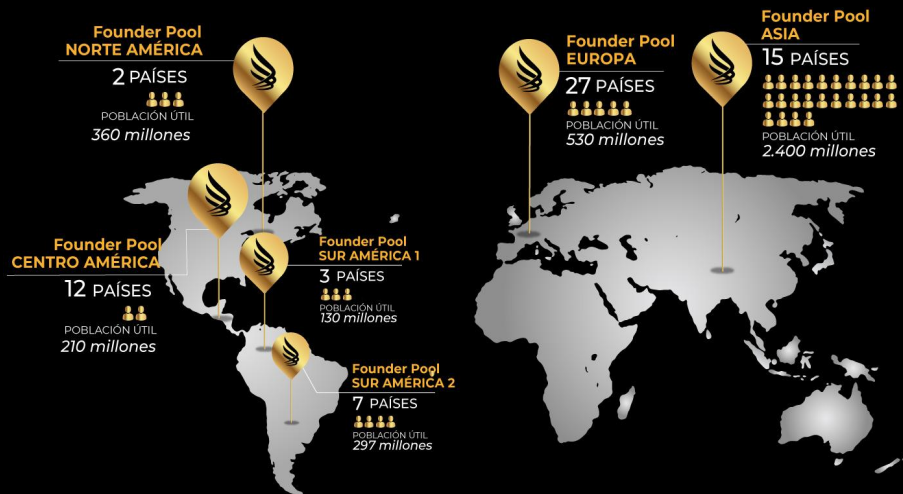 Founder Pool
NORTE AMÉRICA
2 PAÍSES
POBLACIÓN ÚTIL
360 millones
Founder Pool
CENTRO AMÉRICA
12 PAÍSES
POBLACIÓN ÚTIL
210 millones
Founder Pool
SUR AMÉRICA 1
3 PAÍSES
POBLACIÓN ÚTIL
130 millones
Founder Pool
SUR AMÉRICA 2
7 PAÍSES
POBLACIÓN ÚTIL
297 millones
Founder Pool
EUROPA
27 PAÍSES
POBLACIÓN ÚTIL
530 millones
Founder Pool
ASIA
15 PAÍSES
POBLACIÓN ÚTIL
2.400 millones